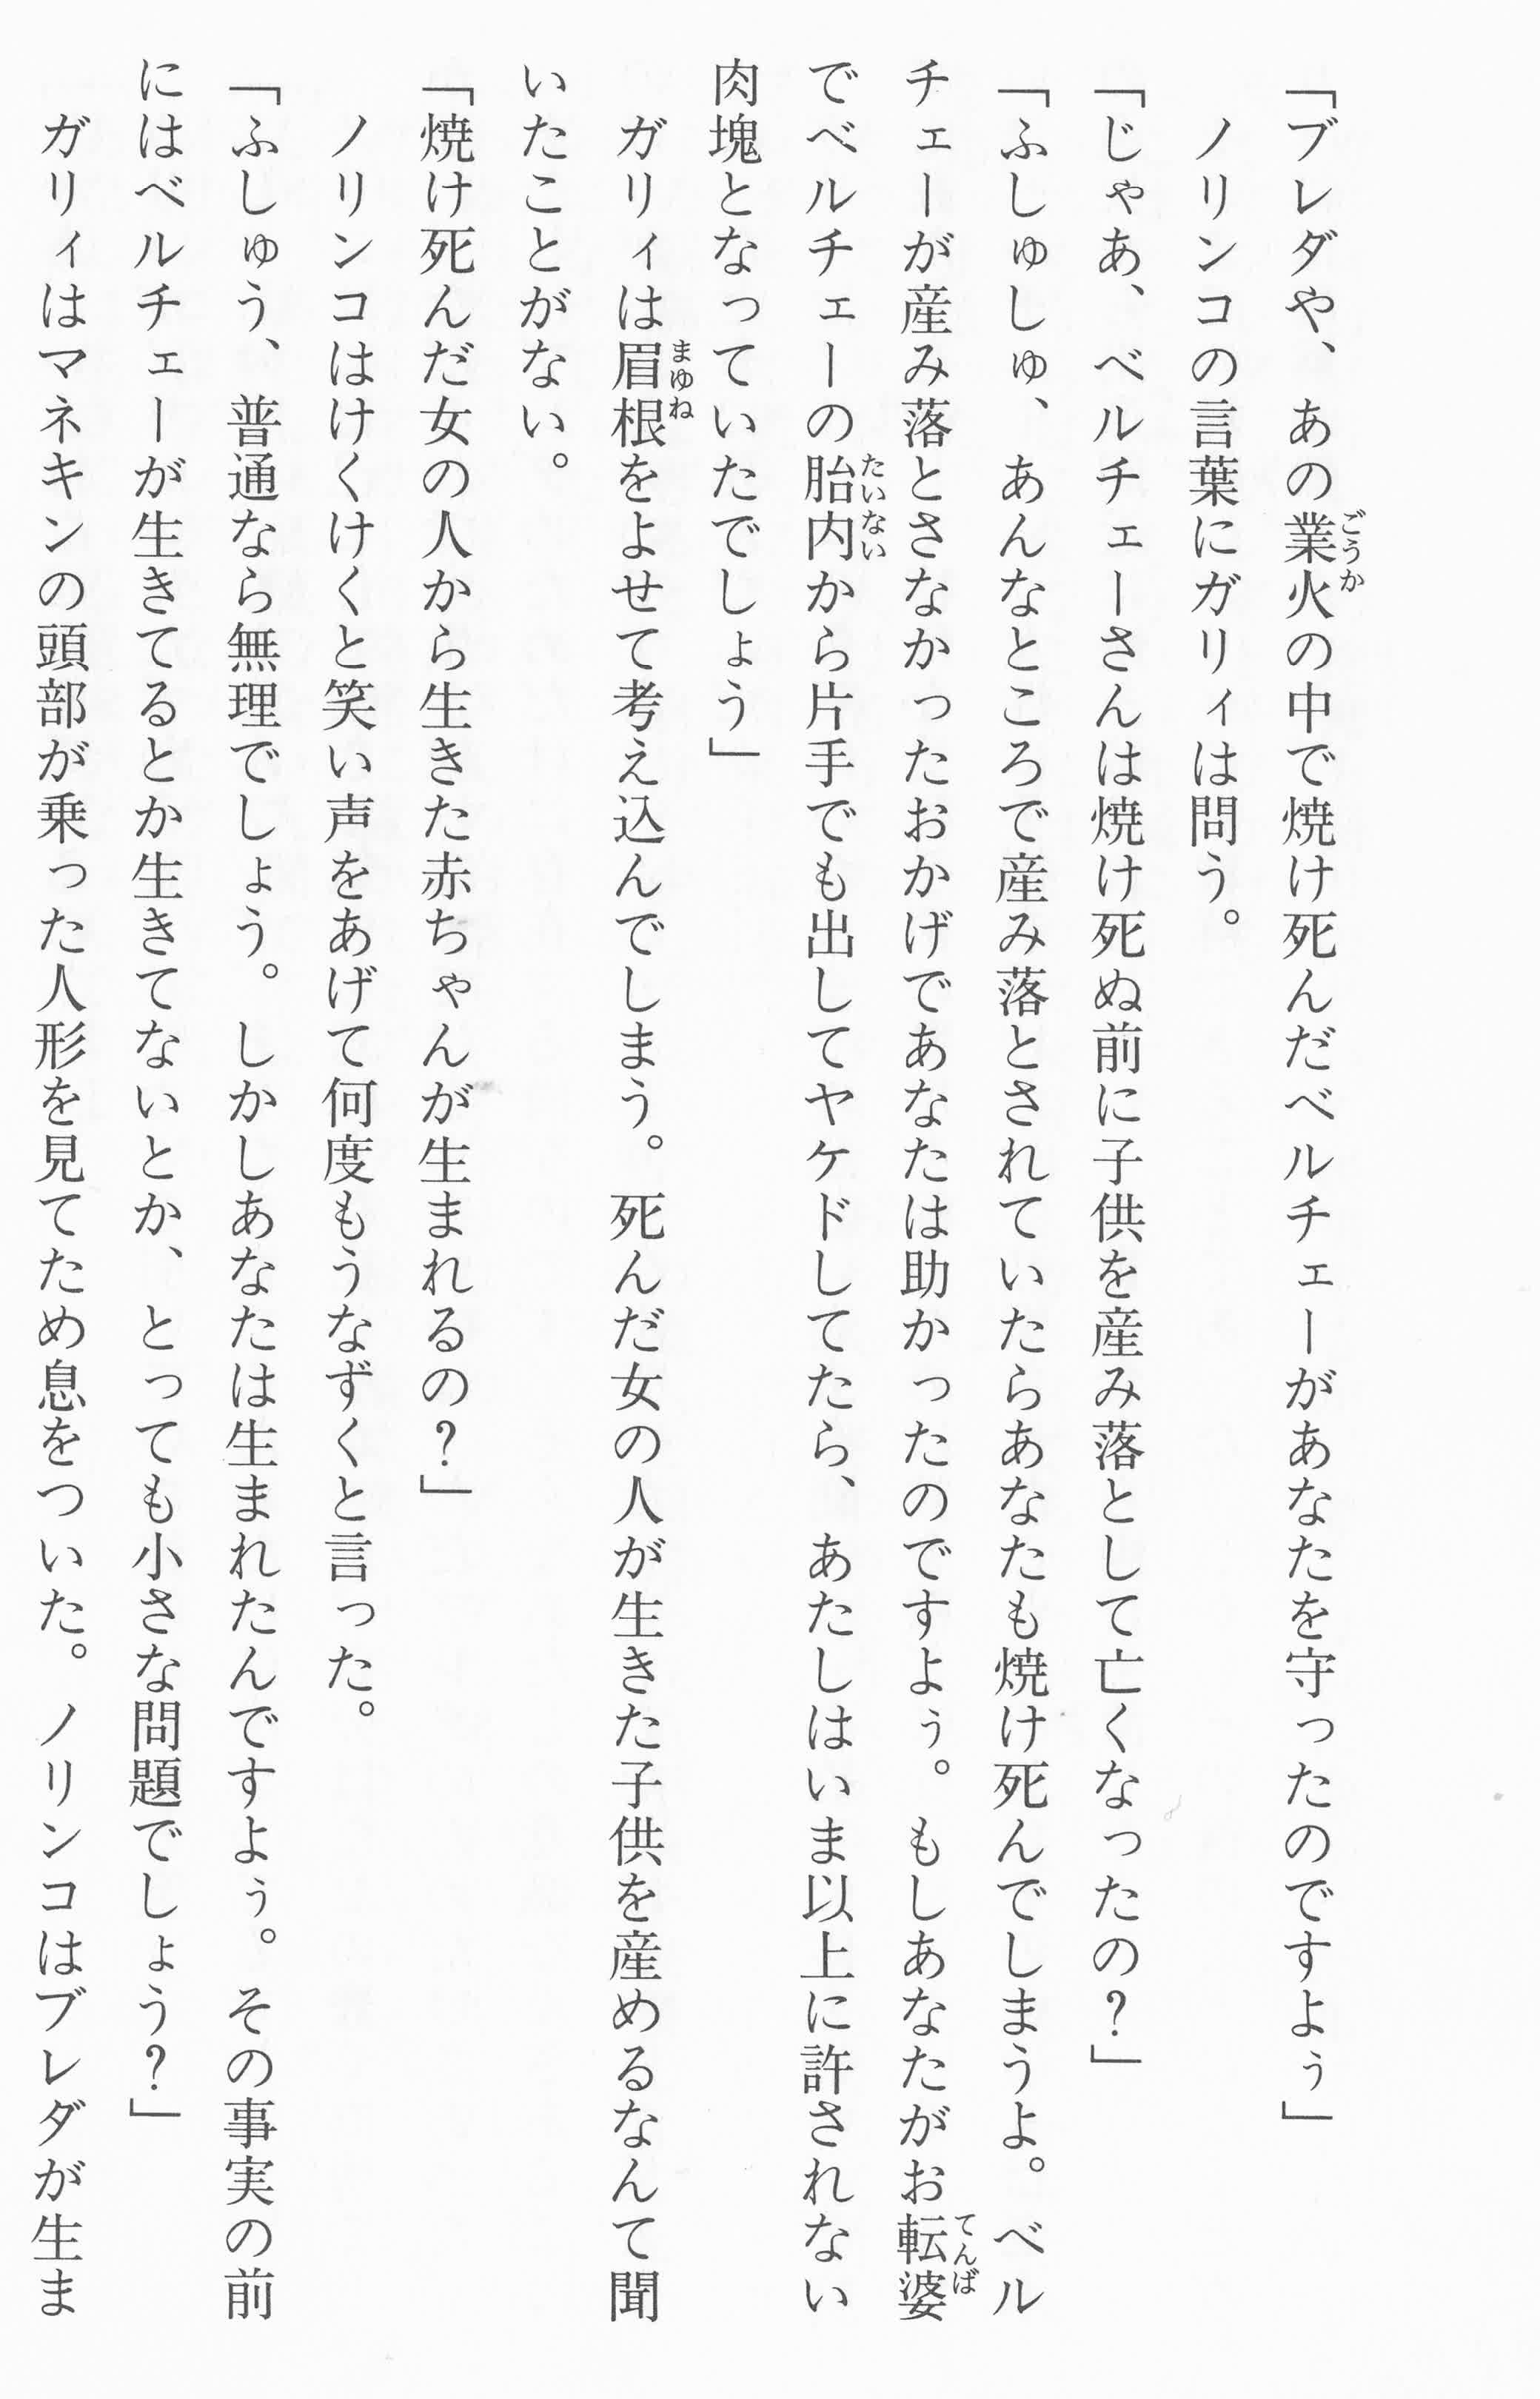 「ブレダや、あの業火の中で焼け死んだベルチェーがあなたを守ったのですよぅ」
ノリンコの言葉にガリィは問う。
「じゃあ、ベルチェーさんは焼け死ぬ前に子供を産み落として亡くなったの？」
「ふしゅしゅ、あんなところで産み落とされていたらあなたも焼け死んでしまうよ。ベル
チェーが産み落とさなかったおかげであなたは助かったのですよぅ。もしあなたがお転婆
でベルチェーの胎内から片手でも出してヤケドしてたら、あたしはいま以上に許されない
肉塊となっていたでしょう」
ガリィは眉根をよせて考え込んでしまう。死んだ女の人が生きた子供を産めるなんて聞
いたことがない。
「焼け死んだ女の人から生きた赤ちゃんが生まれるの？」
ノリンコはけくけくと笑い声をあげて何度もうなずくと言った。
「ふしゅう、普通なら無理でしょう。しかしあなたは生まれたんですよぅ。その事実の前
にはベルチェーが生きてるとか生きてないとか、とっても小さな問題でしょう？」
ガリィはマネキンの頭部が乗った人形を見てため息をついた。ノリンコはブレダが生ま